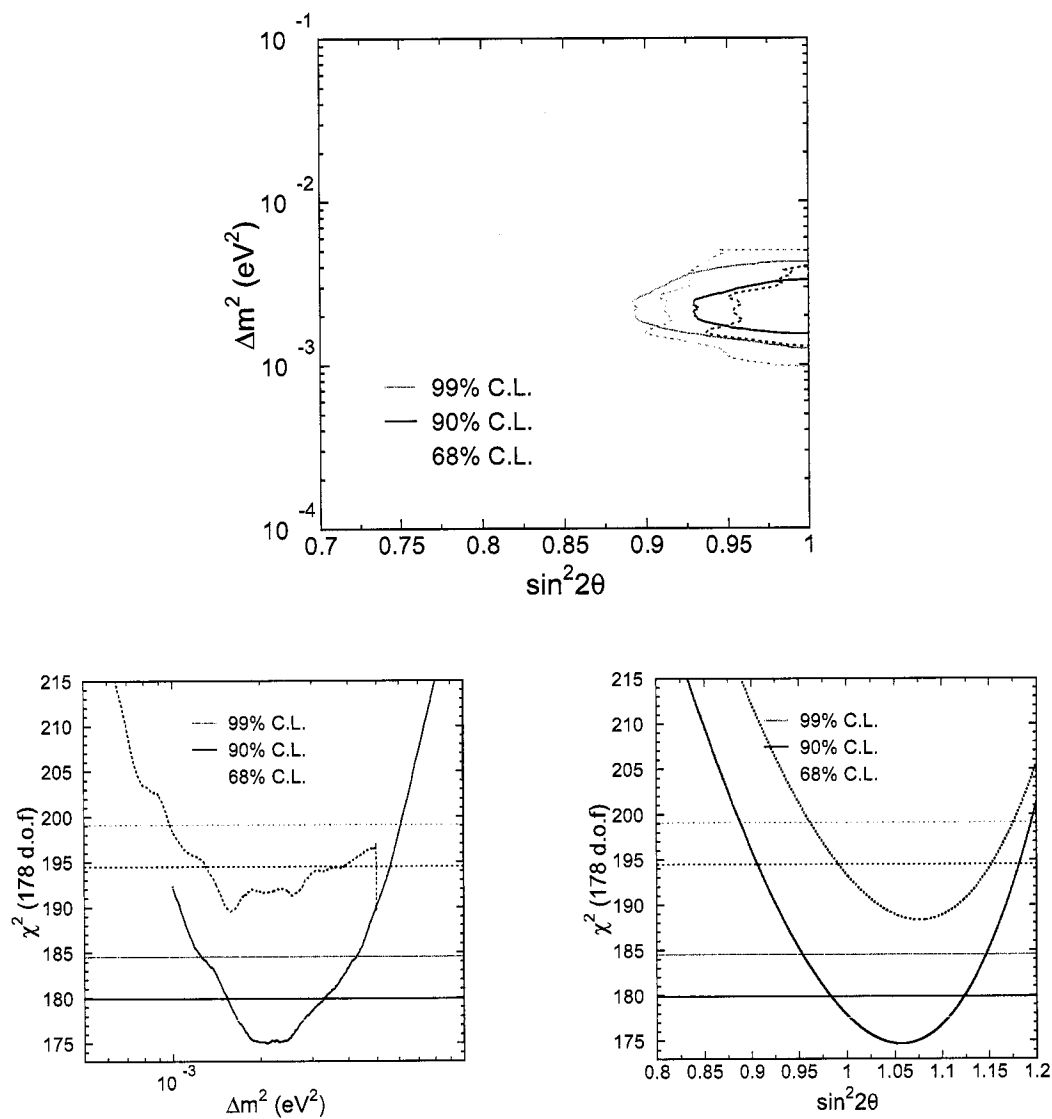 10⁻¹
10⁻²
10⁻³
10⁻⁴
Δm² (eV²)
99% C.L.
90% C.L.
68% C.L.
0.7 0.75 0.8 0.85 0.9 0.95 1
sin²2θ
215
210
205
200
195
190
185
180
175
χ² (178 d.o.f)
99% C.L.
90% C.L.
68% C.L.
10⁻³
Δm² (eV²)
215
210
205
200
195
190
185
180
175
χ² (178 d.o.f)
99% C.L.
90% C.L.
68% C.L.
0.8 0.85 0.9 0.95 1 1.05 1.1 1.15 1.2
sin²2θ